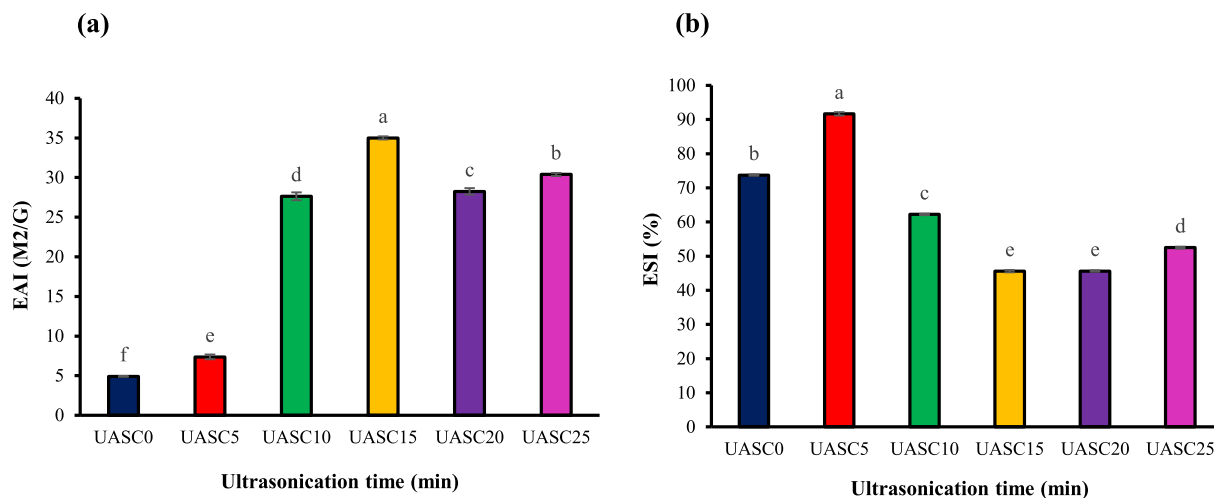 (a)
EAI (M2/G)
40
35
30
25
20
15
10
5
0
f
e
d
a
c
b
UASC0 UASC5 UASC10 UASC15 UASC20 UASC25
Ultrasonication time (min)
(b)
ESI (%)
100
90
80
70
60
50
40
30
20
10
0
b
a
c
e
e
d
UASC0 UASC5 UASC10 UASC15 UASC20 UASC25
Ultrasonication time (min)